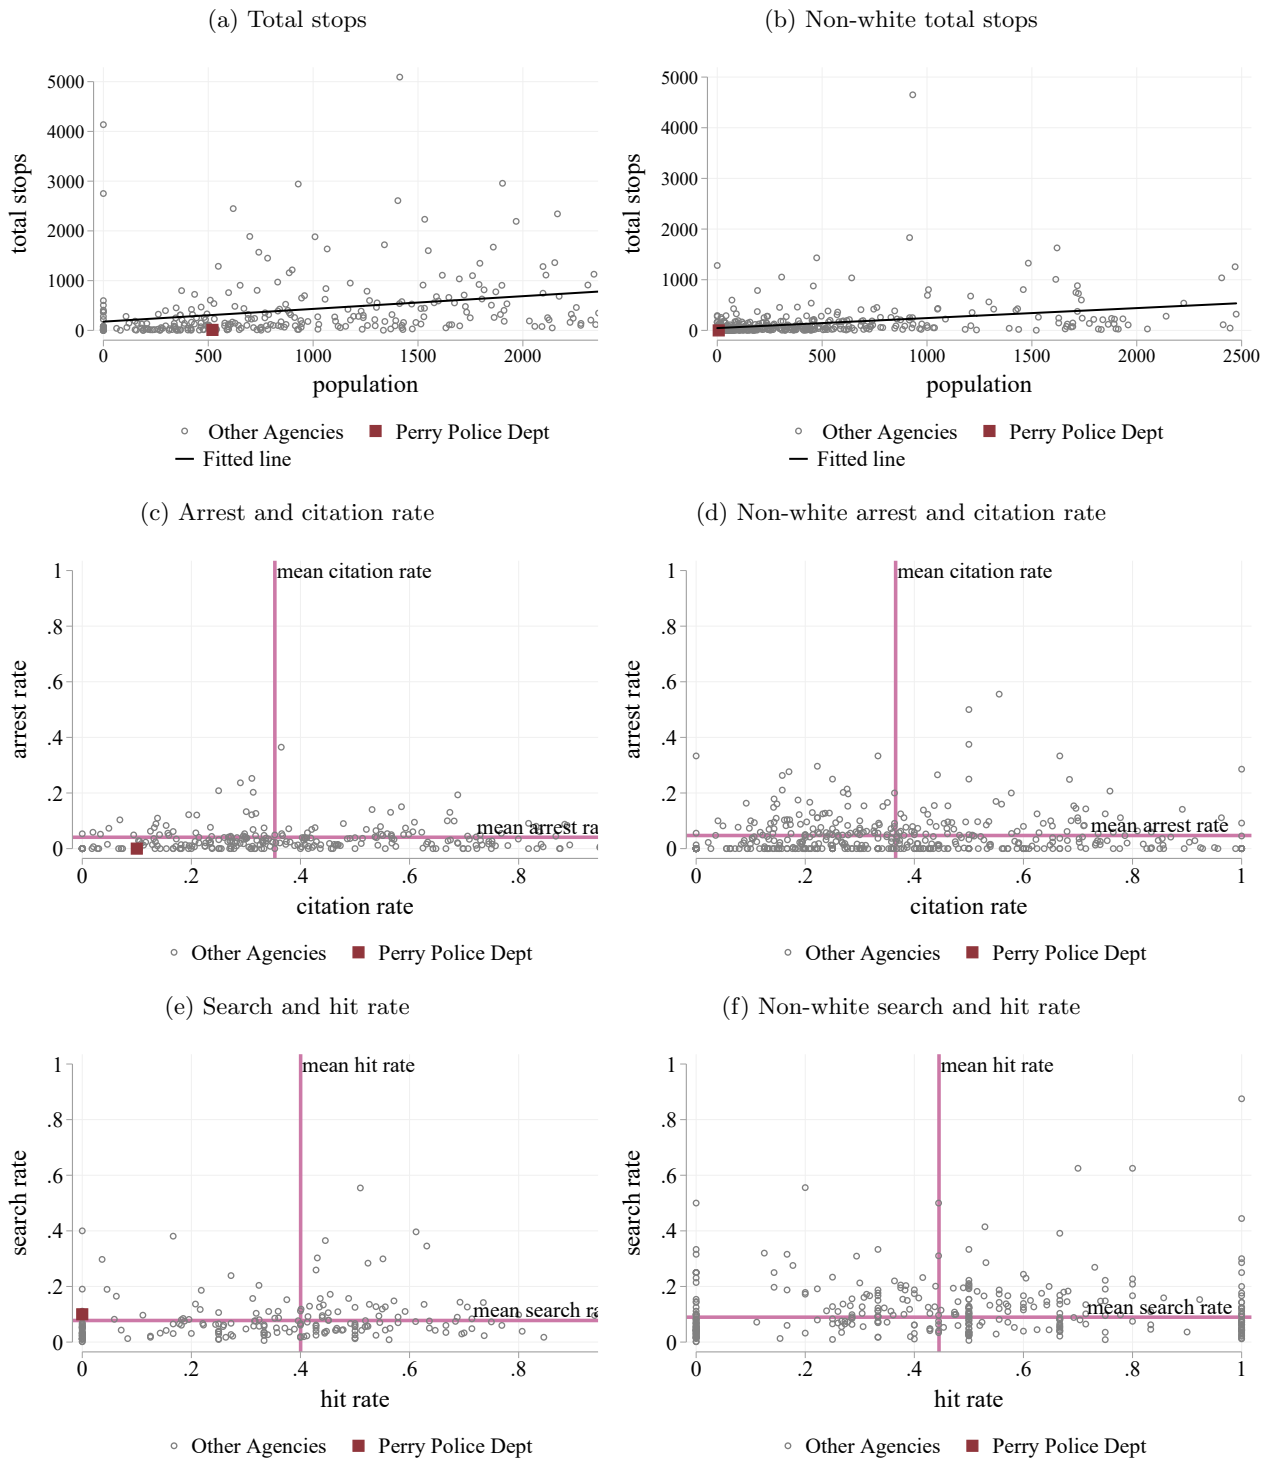 (a) Total stops
(b) Non-white total stops
total stops
5000
4000
3000
2000
1000
0
0 500 1000 1500 2000
population
Other Agencies Perry Police Dept
Fitted line
total stops
5000
4000
3000
2000
1000
0
0 500 1000 1500 2000 2500
population
Other Agencies Perry Police Dept
Fitted line
(c) Arrest and citation rate
(d) Non-white arrest and citation rate
arrest rate
1
.8
.6
.4
.2
0
mean citation rate
mean arrest ra
0 .2 .4 .6 .8
citation rate
Other Agencies Perry Police Dept
arrest rate
1
.8
.6
.4
.2
0
mean citation rate
mean arrest rate
0 .2 .4 .6 .8 1
citation rate
Other Agencies Perry Police Dept
(e) Search and hit rate
(f) Non-white search and hit rate
search rate
1
.8
.6
.4
.2
0
mean hit rate
mean search ra
0 .2 .4 .6 .8
hit rate
Other Agencies Perry Police Dept
search rate
1
.8
.6
.4
.2
0
mean hit rate
mean search rate
0 .2 .4 .6 .8 1
hit rate
Other Agencies Perry Police Dept